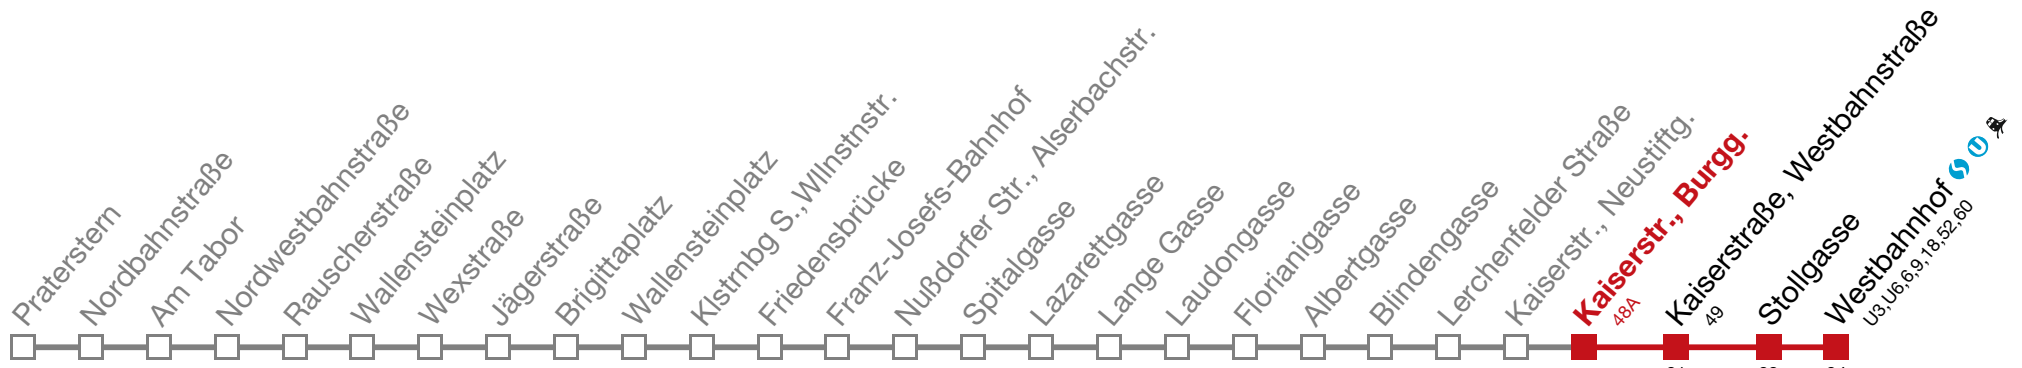 Praterstern
Nordbahnstraße
Am Tabor
Nordwestbahnstraße
Rauscherstraße
Wallensteinplatz
Wexstraße
Jägerstraße
Brigittaplatz
Wallensteinplatz
Klstrnbg S., Wllnstnstr.
Friedensbrücke
Franz-Josefs-Bahnhof
Nußdorfer Str., Alserbachstr.
Spitalgasse
Lazarettgasse
Lange Gasse
Laudongasse
Florianigasse
Albertgasse
Blindengasse
Lerchenfelder Straße
Kaiserstr., Neustiftg.
Kaiserstr., Burgg.
48A
Kaiserstraße, Westbahnstraße
49
Stollgasse
Westbahnhof
U3,U6,6,9,18,52,60